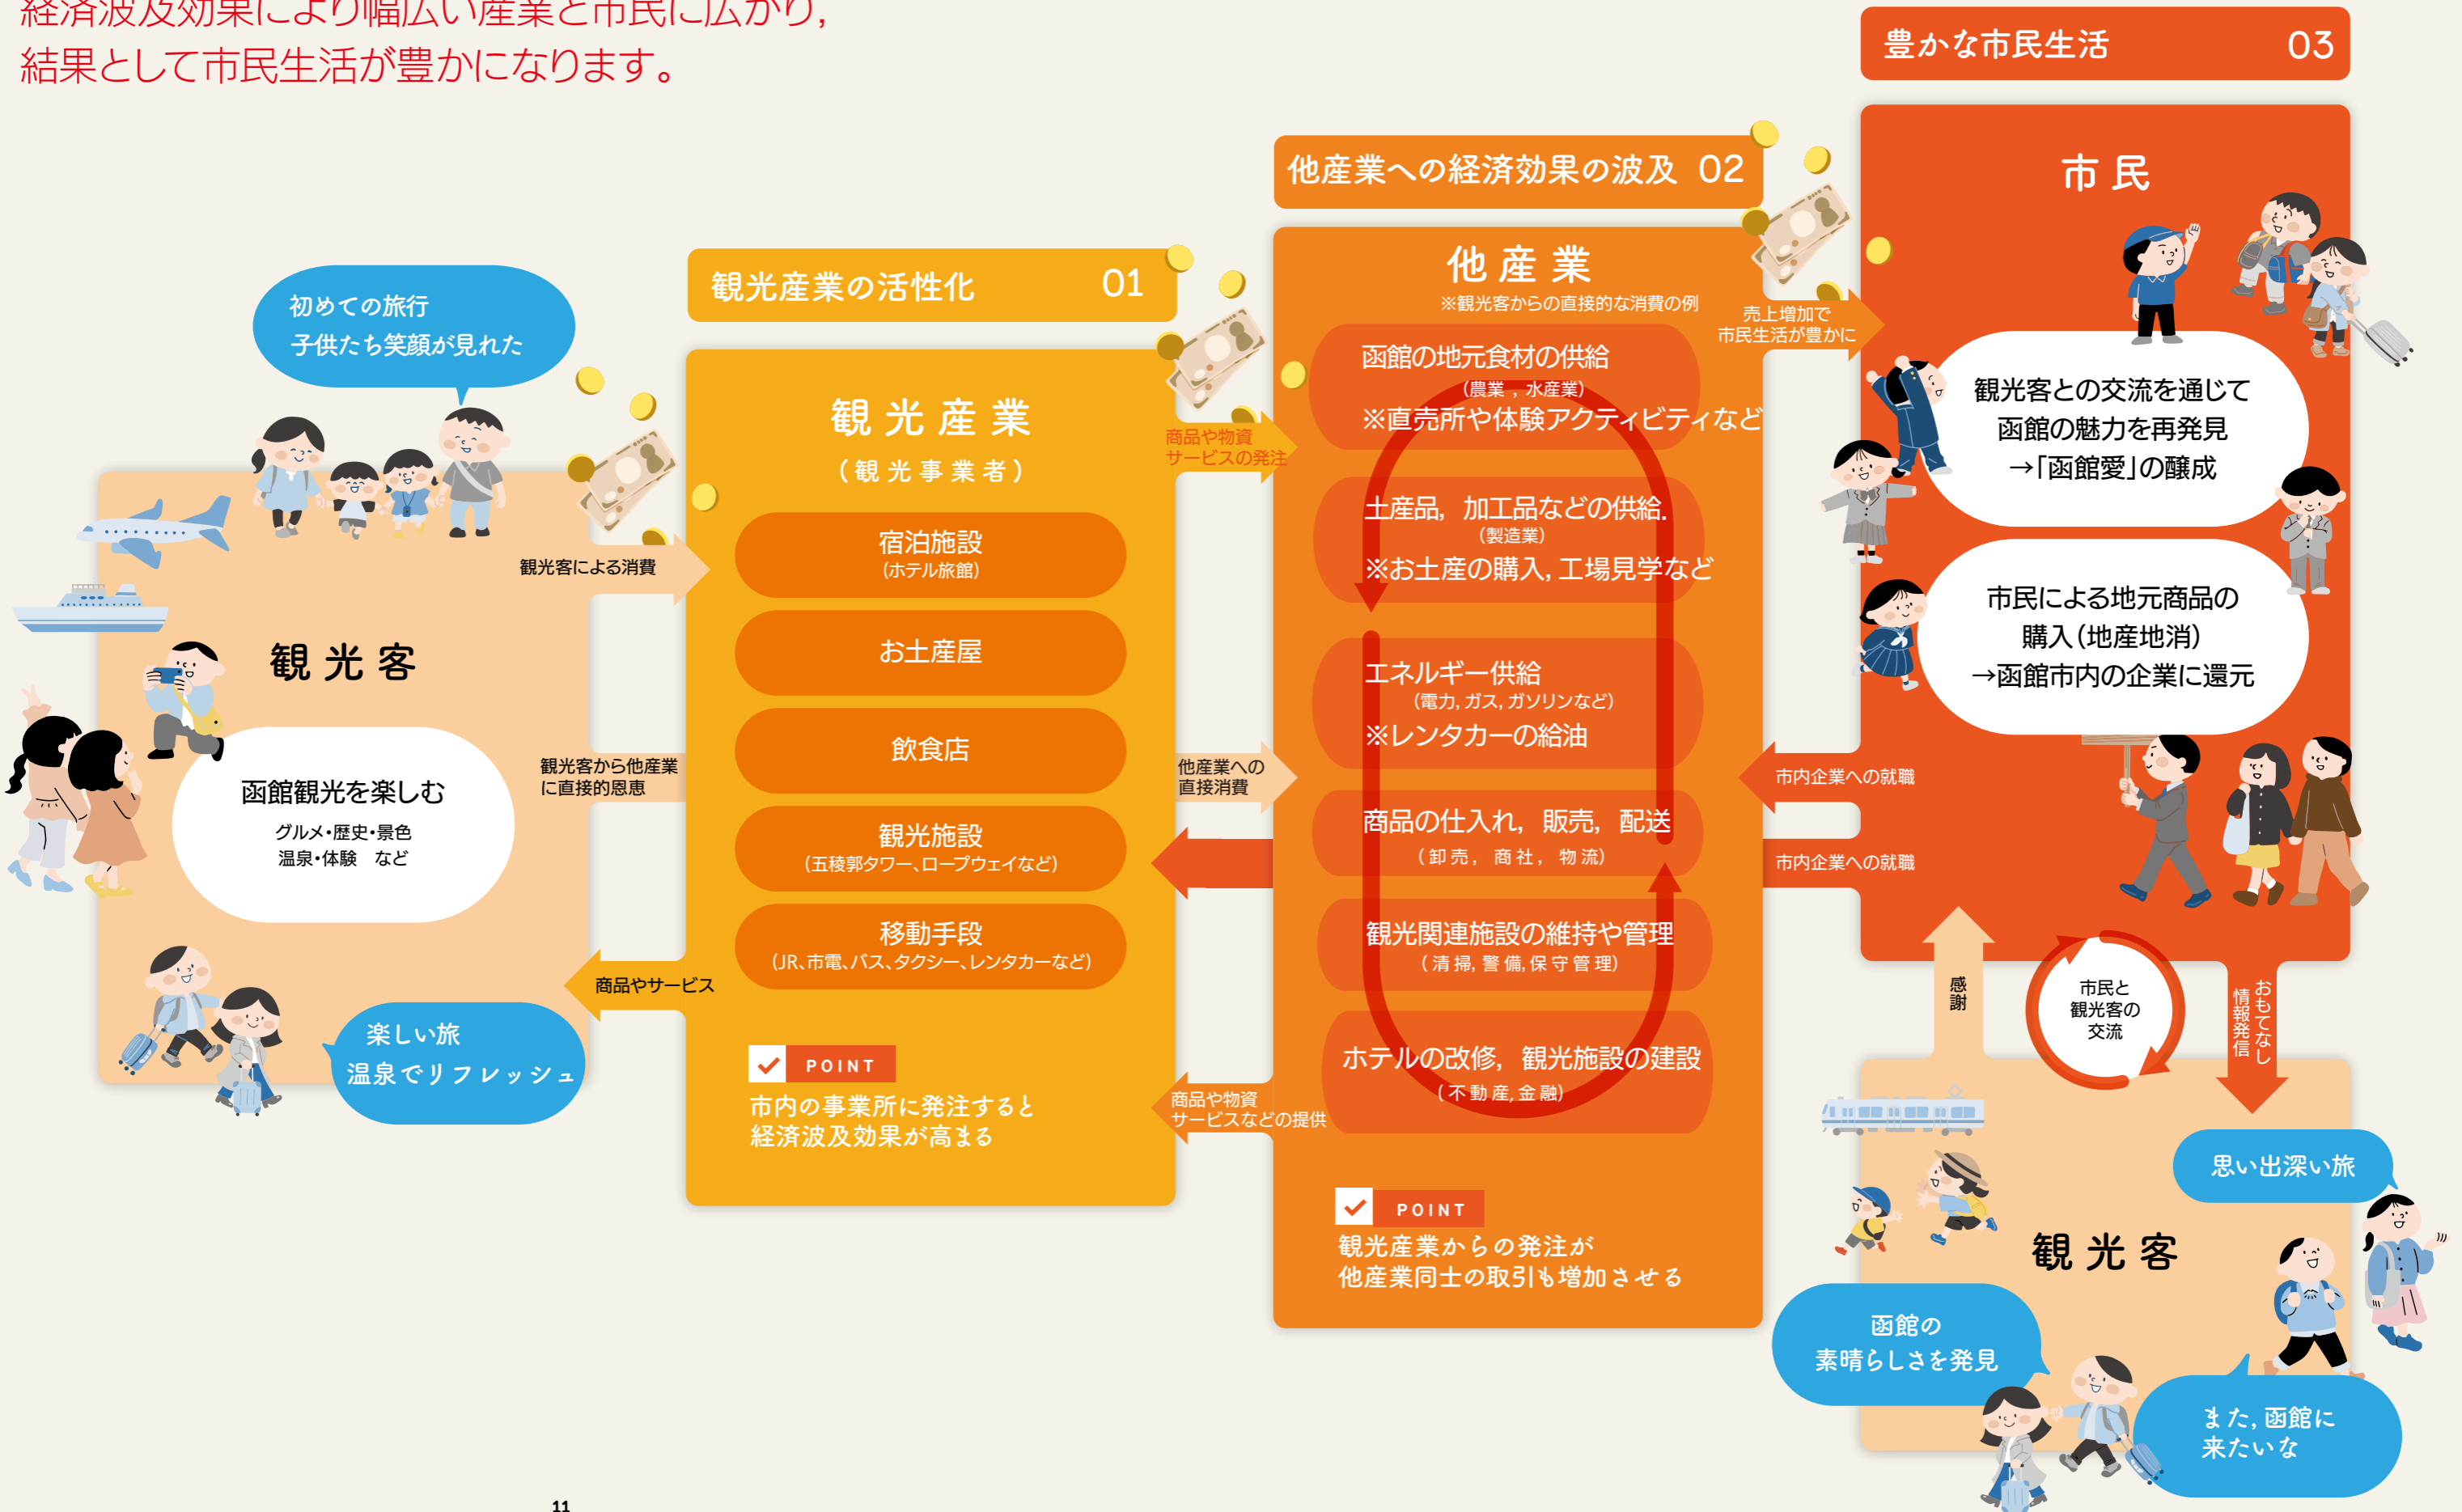 経済波及効果により幅広い産業と市民に広がり,
結果として市民生活が豊かになります。
初めての旅行
子供たち笑顔が見れた
観光客
函館観光を楽しむ
グルメ・歴史・景色
温泉・体験 など
楽しい旅
温泉でリフレッシュ
観光客による消費
観光客から他産業
に直接的恩恵
商品やサービス
観光産業の活性化 01
観光産業
(観光事業者)
宿泊施設
(ホテル旅館)
お土産屋
飲食店
観光施設
(五稜郭タワー、ロープウェイなど)
移動手段
(JR、市電、バス、タクシー、レンタカーなど)
POINT
市内の事業所に発注すると
経済波及効果が高まる
商品や物資
サービスの発注
他産業への
直接消費
商品や物資
サービスなどの提供
他産業への経済効果の波及 02
他産業
※観光客からの直接的な消費の例
函館の地元食材の供給
(農業,水産業)
※直売所や体験アクティビティなど
土産品, 加工品などの供給.
(製造業)
※お土産の購入,工場見学など
エネルギー供給
(電力,ガス,ガソリンなど)
※レンタカーの給油
商品の仕入れ, 販売, 配送
(卸売, 商社, 物流)
観光関連施設の維持や管理
(清掃,警備,保守管理)
ホテルの改修, 観光施設の建設
(不動産,金融)
POINT
観光産業からの発注が
他産業同士の取引も増加させる
売上増加で
市民生活が豊かに
市内企業への就職
市内企業への就職
豊かな市民生活 03
市民
観光客との交流を通じて
函館の魅力を再発見
→「函館愛」の醸成
市民による地元商品の
購入(地産地消)
→函館市内の企業に還元
感謝
市民と
観光客の
交流
おもてなし
情報発信
思い出深い旅
観光客
函館の
素晴らしさを発見
また,函館に
来たいな
11